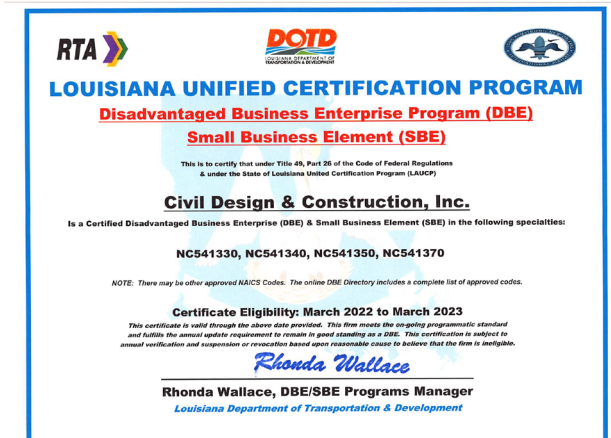 RTA
DOTD
LOUISIANA DEPARTMENT OF
TRANSPORTATION & DEVELOPMENT
LOUISIANA UNIFIED CERTIFICATION PROGRAM
Disadvantaged Business Enterprise Program (DBE)
Small Business Element (SBE)
This is to certify that under Title 49, Part 26 of the Code of Federal Regulations
& under the State of Louisiana United Certification Program (LAUCP)
Civil Design & Construction, Inc.
Is a Certified Disadvantaged Business Enterprise (DBE) & Small Business Element (SBE) in the following specialties:
NC541330, NC541340, NC541350, NC541370
NOTE: There may be other approved NAICS Codes. The online DBE Directory includes a complete list of approved codes.
Certificate Eligibility: March 2022 to March 2023
This certificate is valid through the above date provided. This firm meets the on-going programmatic standard
and fulfills the annual update requirement to remain in good standing as a DBE. This certification is subject to
annual verification and suspension or revocation based upon reasonable cause to believe that the firm is ineligible.
Rhonda Wallace
Rhonda Wallace, DBE/SBE Programs Manager
Louisiana Department of Transportation & Development